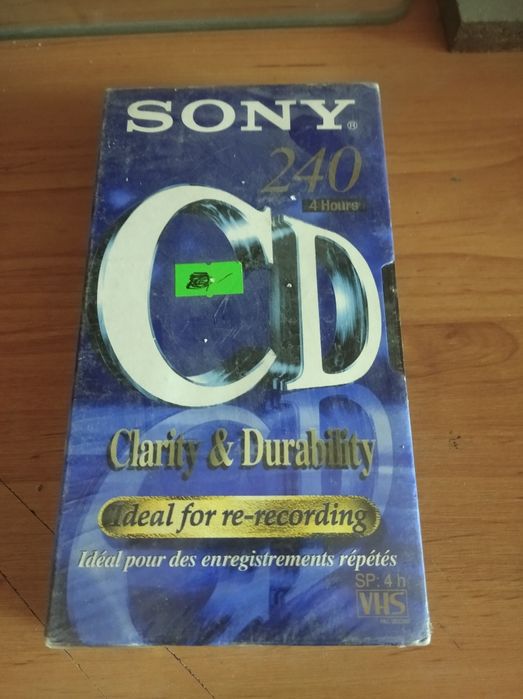 SONY®
240
4 Hours
CD
Clarity & Durability
Ideal for re-recording
Idéal pour des enregistrements répétés
SP: 4 h
VHS